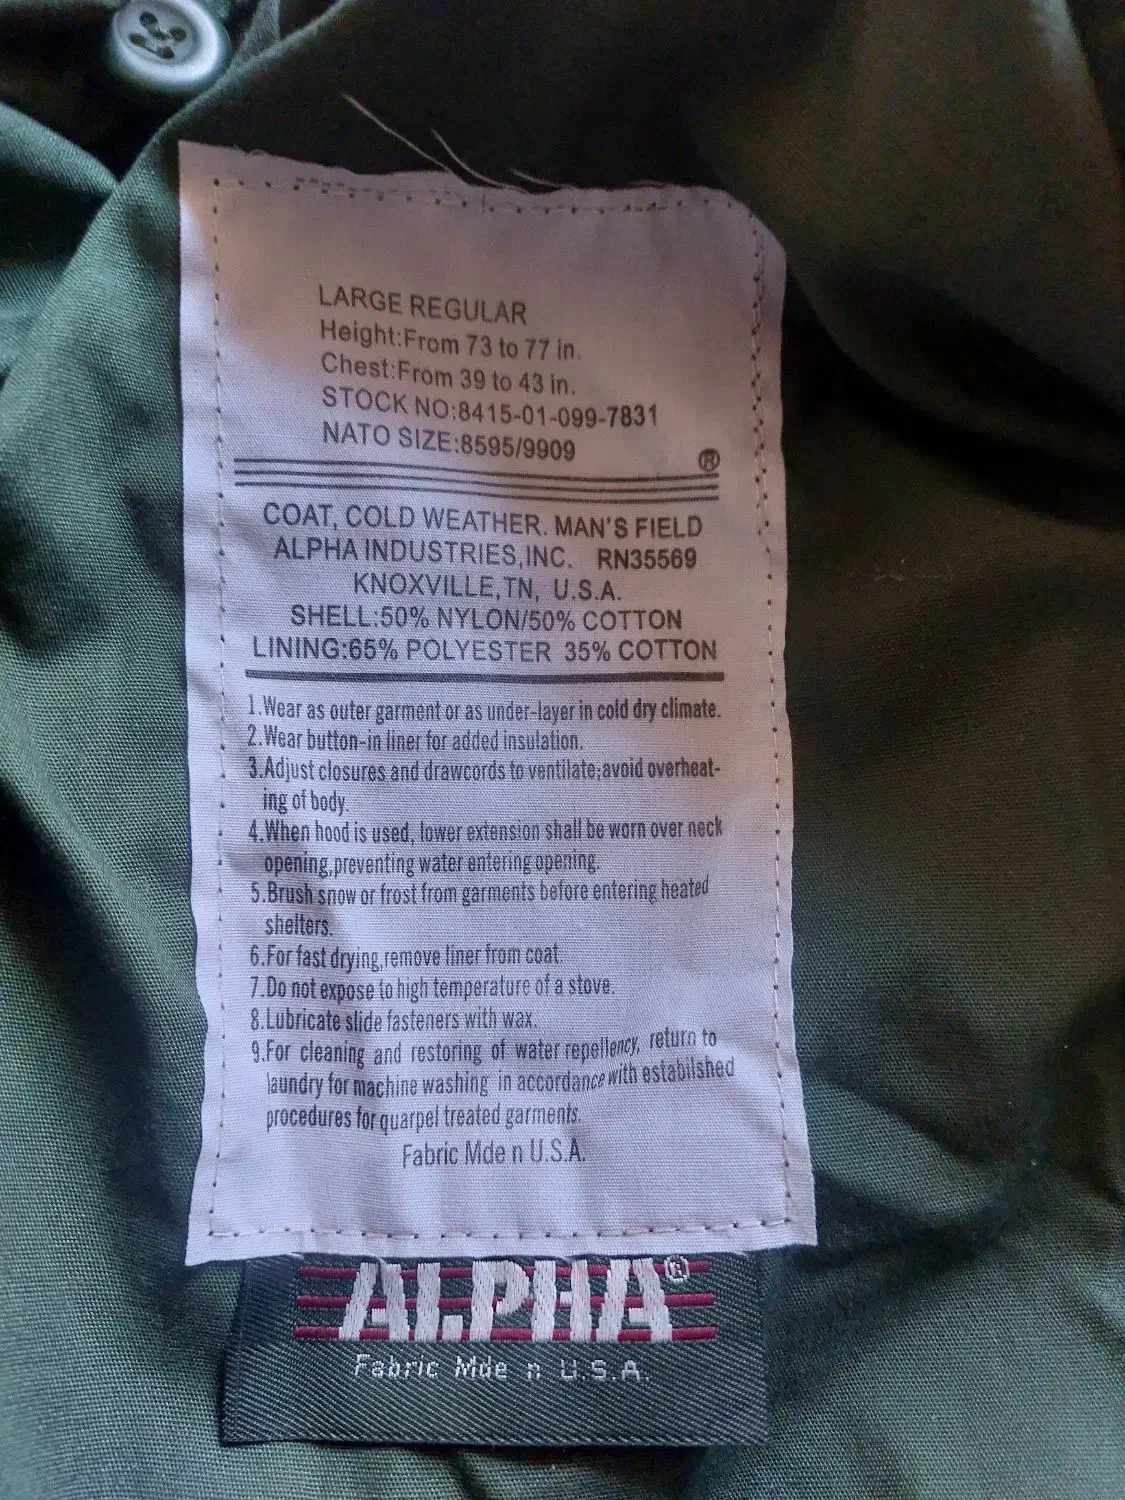 LARGE REGULAR
Height:From 73 to 77 in.
Chest:From 39 to 43 in.
STOCK NO:8415-01-099-7831
NATO SIZE:8595/9909
®
COAT, COLD WEATHER. MAN'S FIELD
ALPHA INDUSTRIES,INC. RN35569
KNOXVILLE,TN, U.S.A.
SHELL:50% NYLON/50% COTTON
LINING:65% POLYESTER 35% COTTON
1.Wear as outer garment or as under-layer in cold dry climate.
2.Wear button-in liner for added insulation.
3.Adjust closures and drawcords to ventilate;avoid overheat-
ing of body.
4.When hood is used, lower extension shall be worn over neck
opening,preventing water entering opening.
5.Brush snow or frost from garments before entering heated
shelters.
6.For fast drying,remove liner from coat.
7.Do not expose to high temperature of a stove.
8.Lubricate slide fasteners with wax.
9.For cleaning and restoring of water repellency, return to
laundry for machine washing in accordance with estabilshed
procedures for quarpel treated garments.
Fabric Mde n U.S.A.
ALPHA®
Fabric Mde n U.S.A.